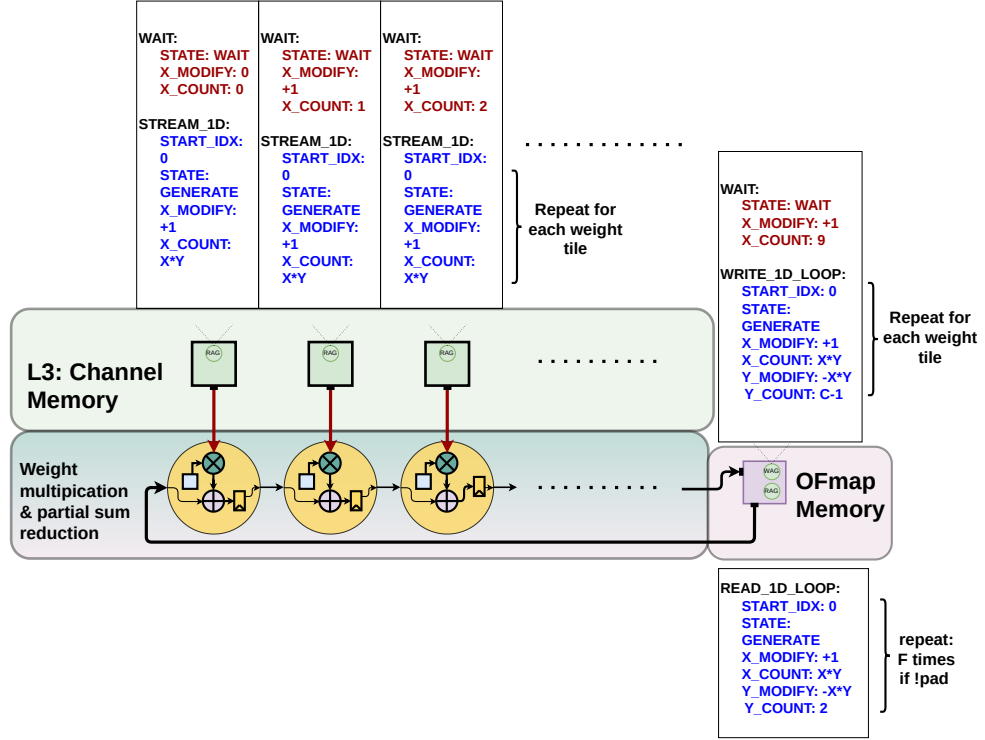 WAIT:
STATE: WAIT
X_MODIFY: 0
X_COUNT: 0
STREAM_1D:
START_IDX:
0
STATE:
GENERATE
X_MODIFY:
+1
X_COUNT:
X*Y
WAIT:
STATE: WAIT
X_MODIFY:
+1
X_COUNT: 1
STREAM_1D:
START_IDX:
0
STATE:
GENERATE
X_MODIFY:
+1
X_COUNT:
X*Y
WAIT:
STATE: WAIT
X_MODIFY:
+1
X_COUNT: 2
STREAM_1D:
START_IDX:
0
STATE:
GENERATE
X_MODIFY:
+1
X_COUNT:
X*Y
Repeat for
each weight
tile
WAIT:
STATE: WAIT
X_MODIFY: +1
X_COUNT: 9
WRITE_1D_LOOP:
START_IDX: 0
STATE:
GENERATE
X_MODIFY: +1
X_COUNT: X*Y
Y_MODIFY: -X*Y
Y_COUNT: C-1
Repeat for
each weight
tile
L3: Channel
Memory
RAG
RAG
RAG
Weight
multipication
& partial sum
reduction
WAG
RAG
OFmap
Memory
READ_1D_LOOP:
START_IDX: 0
STATE:
GENERATE
X_MODIFY: +1
X_COUNT: X*Y
Y_MODIFY: -X*Y
Y_COUNT: 2
repeat:
F times
if !pad